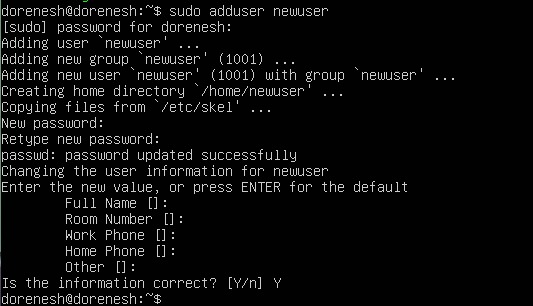 dorenesh@dorenesh:~$ sudo adduser newuser
[sudo] password for dorenesh:
Adding user `newuser' ...
Adding new group `newuser' (1001) ...
Adding new user `newuser' (1001) with group `newuser' ...
Creating home directory `/home/newuser' ...
Copying files from `/etc/skel' ...
New password:
Retype new password:
passwd: password updated successfully
Changing the user information for newuser
Enter the new value, or press ENTER for the default
        Full Name []:
        Room Number []:
        Work Phone []:
        Home Phone []:
        Other []:
Is the information correct? [Y/n] Y
dorenesh@dorenesh:~$